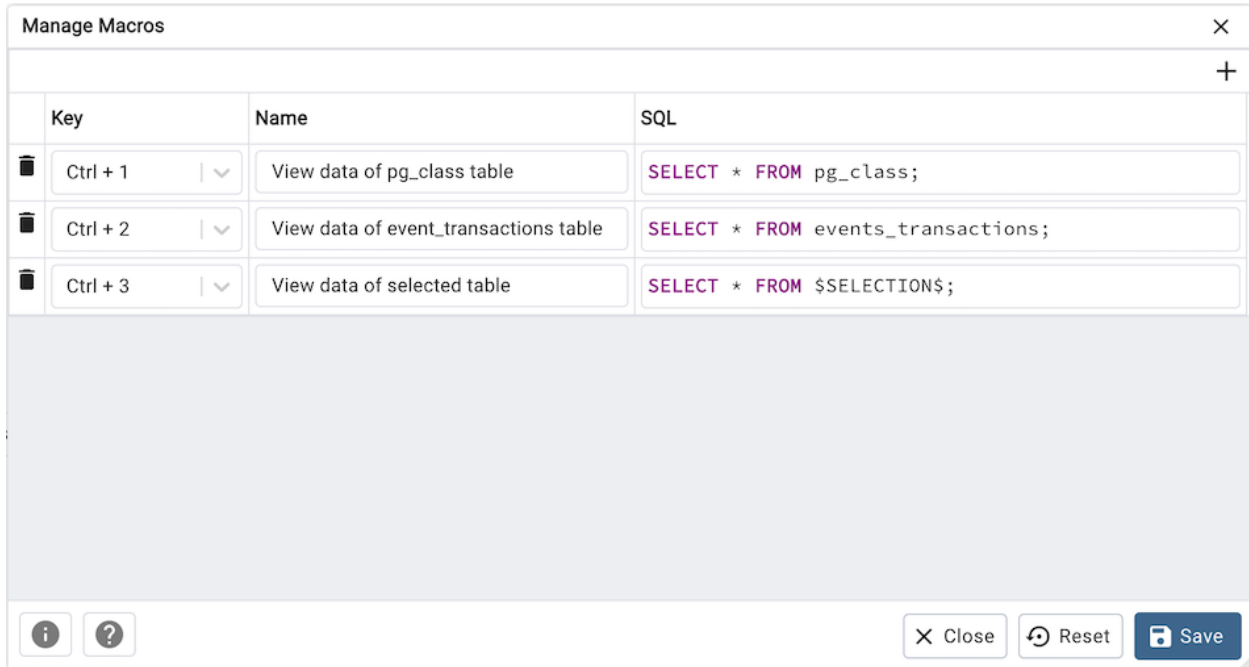 Manage Macros
Key Name SQL
Ctrl + 1 View data of pg_class table SELECT * FROM pg_class;
Ctrl + 2 View data of event_transactions table SELECT * FROM events_transactions;
Ctrl + 3 View data of selected table SELECT * FROM $SELECTION$;
Close Reset Save